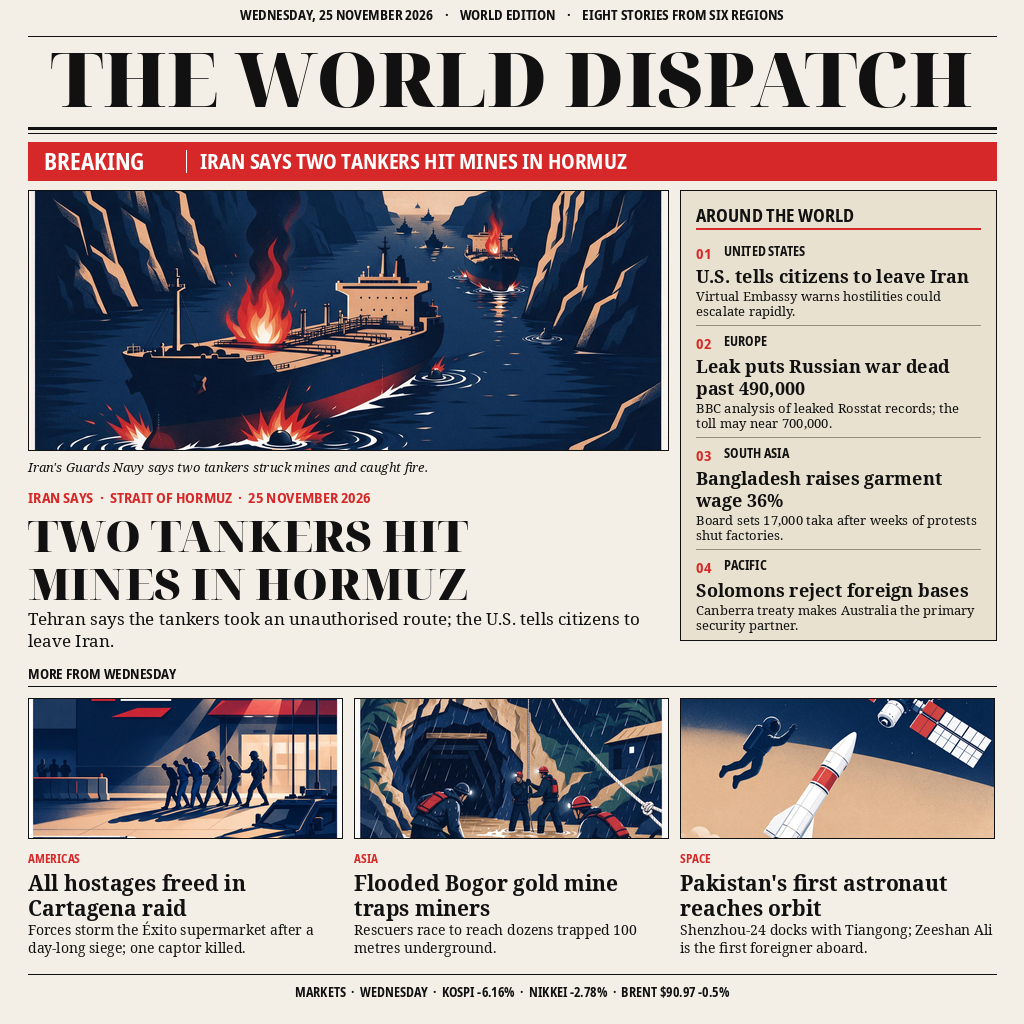 WEDNESDAY, 25 NOVEMBER 2026 · WORLD EDITION · EIGHT STORIES FROM SIX REGIONS
THE WORLD DISPATCH
BREAKING
IRAN SAYS TWO TANKERS HIT MINES IN HORMUZ
Iran's Guards Navy says two tankers struck mines and caught fire.
IRAN SAYS · STRAIT OF HORMUZ · 25 NOVEMBER 2026
TWO TANKERS HIT
MINES IN HORMUZ
Tehran says the tankers took an unauthorised route; the U.S. tells citizens to
leave Iran.
AROUND THE WORLD
01 UNITED STATES
U.S. tells citizens to leave Iran
Virtual Embassy warns hostilities could
escalate rapidly.
02 EUROPE
Leak puts Russian war dead
past 490,000
BBC analysis of leaked Rosstat records; the
toll may near 700,000.
03 SOUTH ASIA
Bangladesh raises garment
wage 36%
Board sets 17,000 taka after weeks of protests
shut factories.
04 PACIFIC
Solomons reject foreign bases
Canberra treaty makes Australia the primary
security partner.
MORE FROM WEDNESDAY
AMERICAS
All hostages freed in
Cartagena raid
Forces storm the Éxito supermarket after a
day-long siege; one captor killed.
ASIA
Flooded Bogor gold mine
traps miners
Rescuers race to reach dozens trapped 100
metres underground.
SPACE
Pakistan's first astronaut
reaches orbit
Shenzhou-24 docks with Tiangong; Zeeshan Ali
is the first foreigner aboard.
MARKETS · WEDNESDAY · KOSPI -6.16% · NIKKEI -2.78% · BRENT $90.97 -0.5%